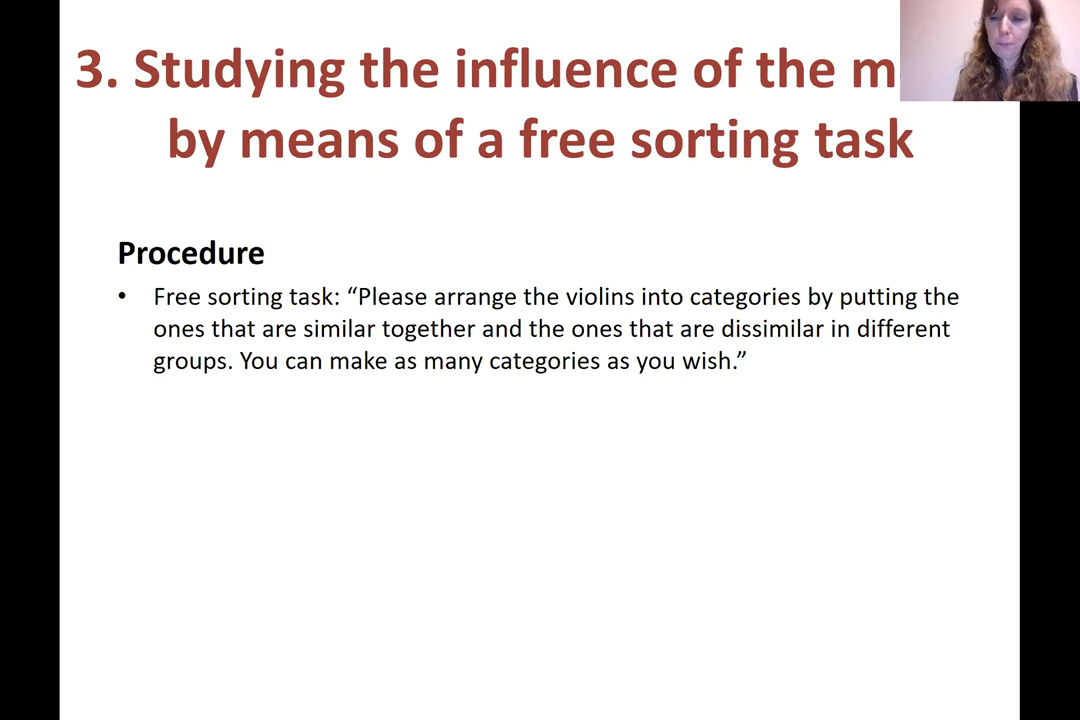 3. Studying the influence of the
by means of a free sorting task
Procedure
• Free sorting task: “Please arrange the violins into categories by putting the
ones that are similar together and the ones that are dissimilar in different
groups. You can make as many categories as you wish.”